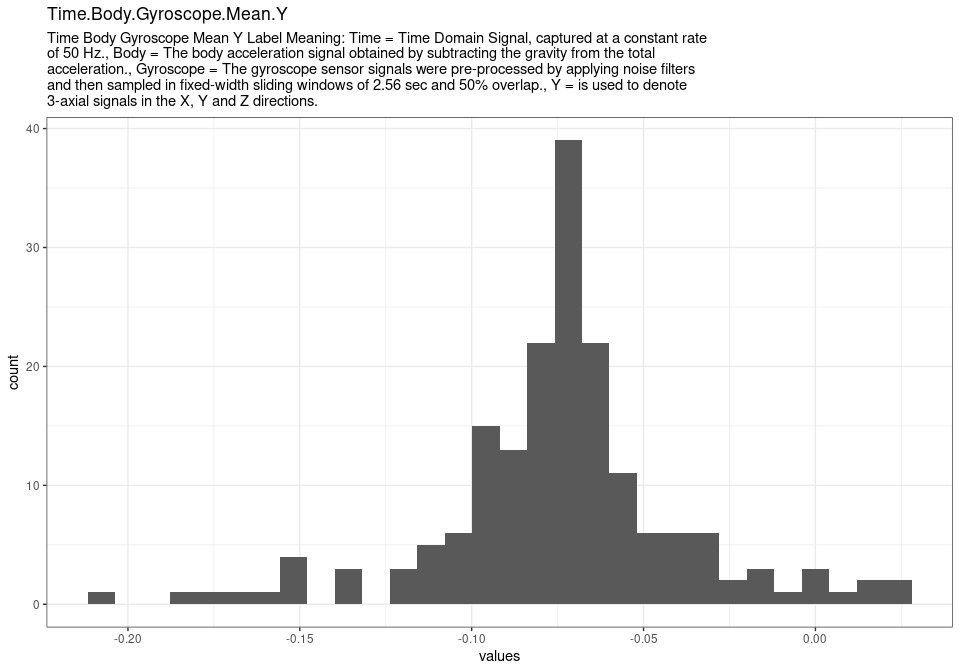 Time.Body.Gyroscope.Mean.Y
Time Body Gyroscope Mean Y Label Meaning: Time = Time Domain Signal, captured at a constant rate
of 50 Hz., Body = The body acceleration signal obtained by subtracting the gravity from the total
acceleration., Gyroscope = The gyroscope sensor signals were pre-processed by applying noise filters
and then sampled in fixed-width sliding windows of 2.56 sec and 50% overlap., Y = is used to denote
3-axial signals in the X, Y and Z directions.
40
30
20
10
0
count
-0.20 -0.15 -0.10 -0.05 0.00
values